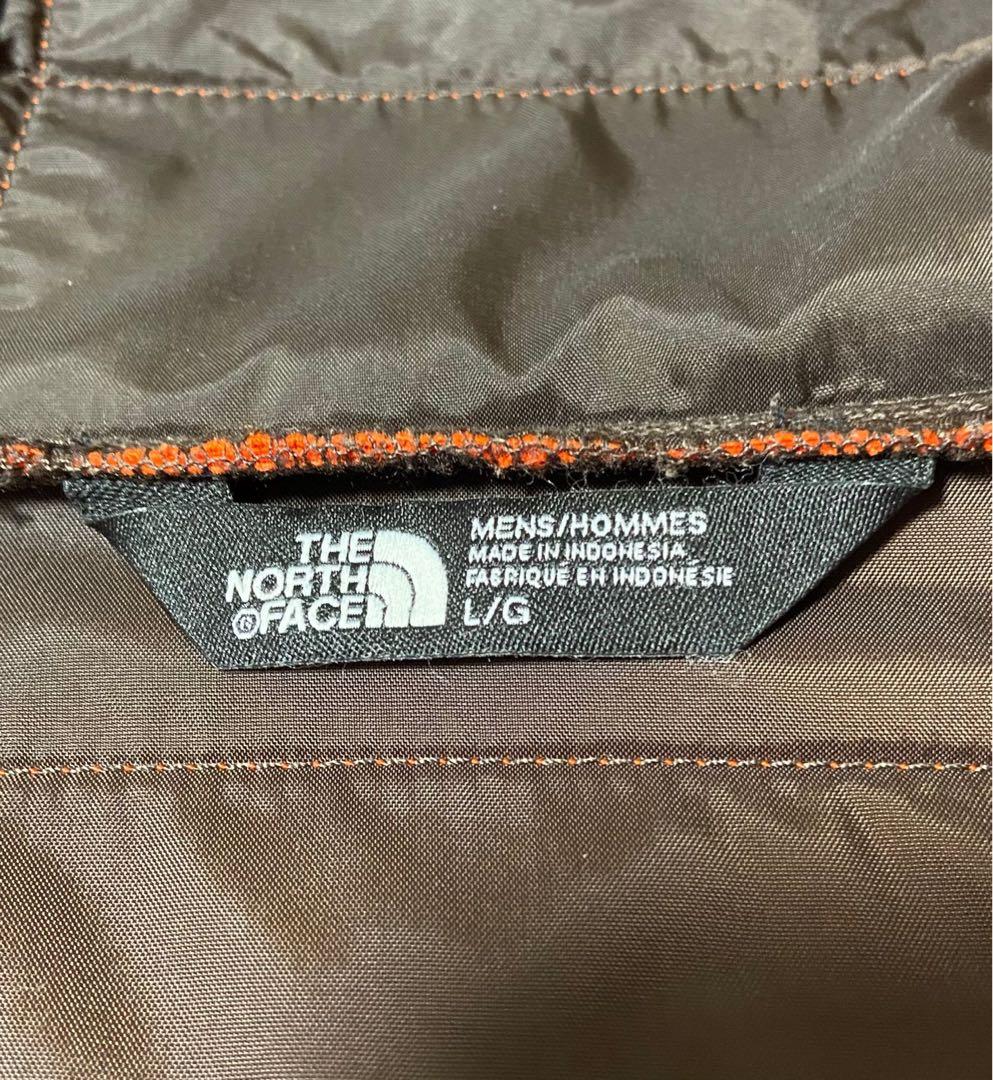 THE
NORTH
®FACE
MENS/HOMMES
MADE IN INDONESIA
FABRIQUÉ EN INDONÉSIE
L/G